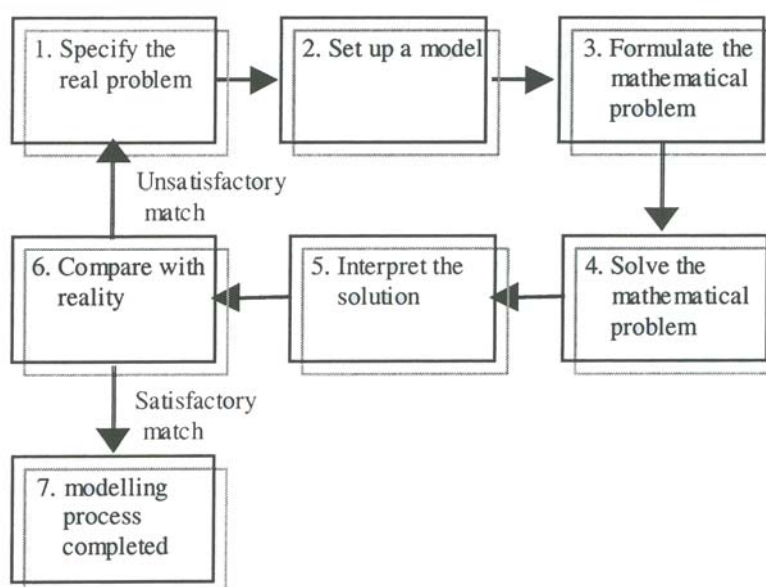 1. Specify the
real problem
2. Set up a model
3. Formulate the
mathematical
problem
Unsatisfactory
match
4. Solve the
mathematical
problem
5. Interpret the
solution
6. Compare with
reality
Satisfactory
match
7. modelling
process
completed